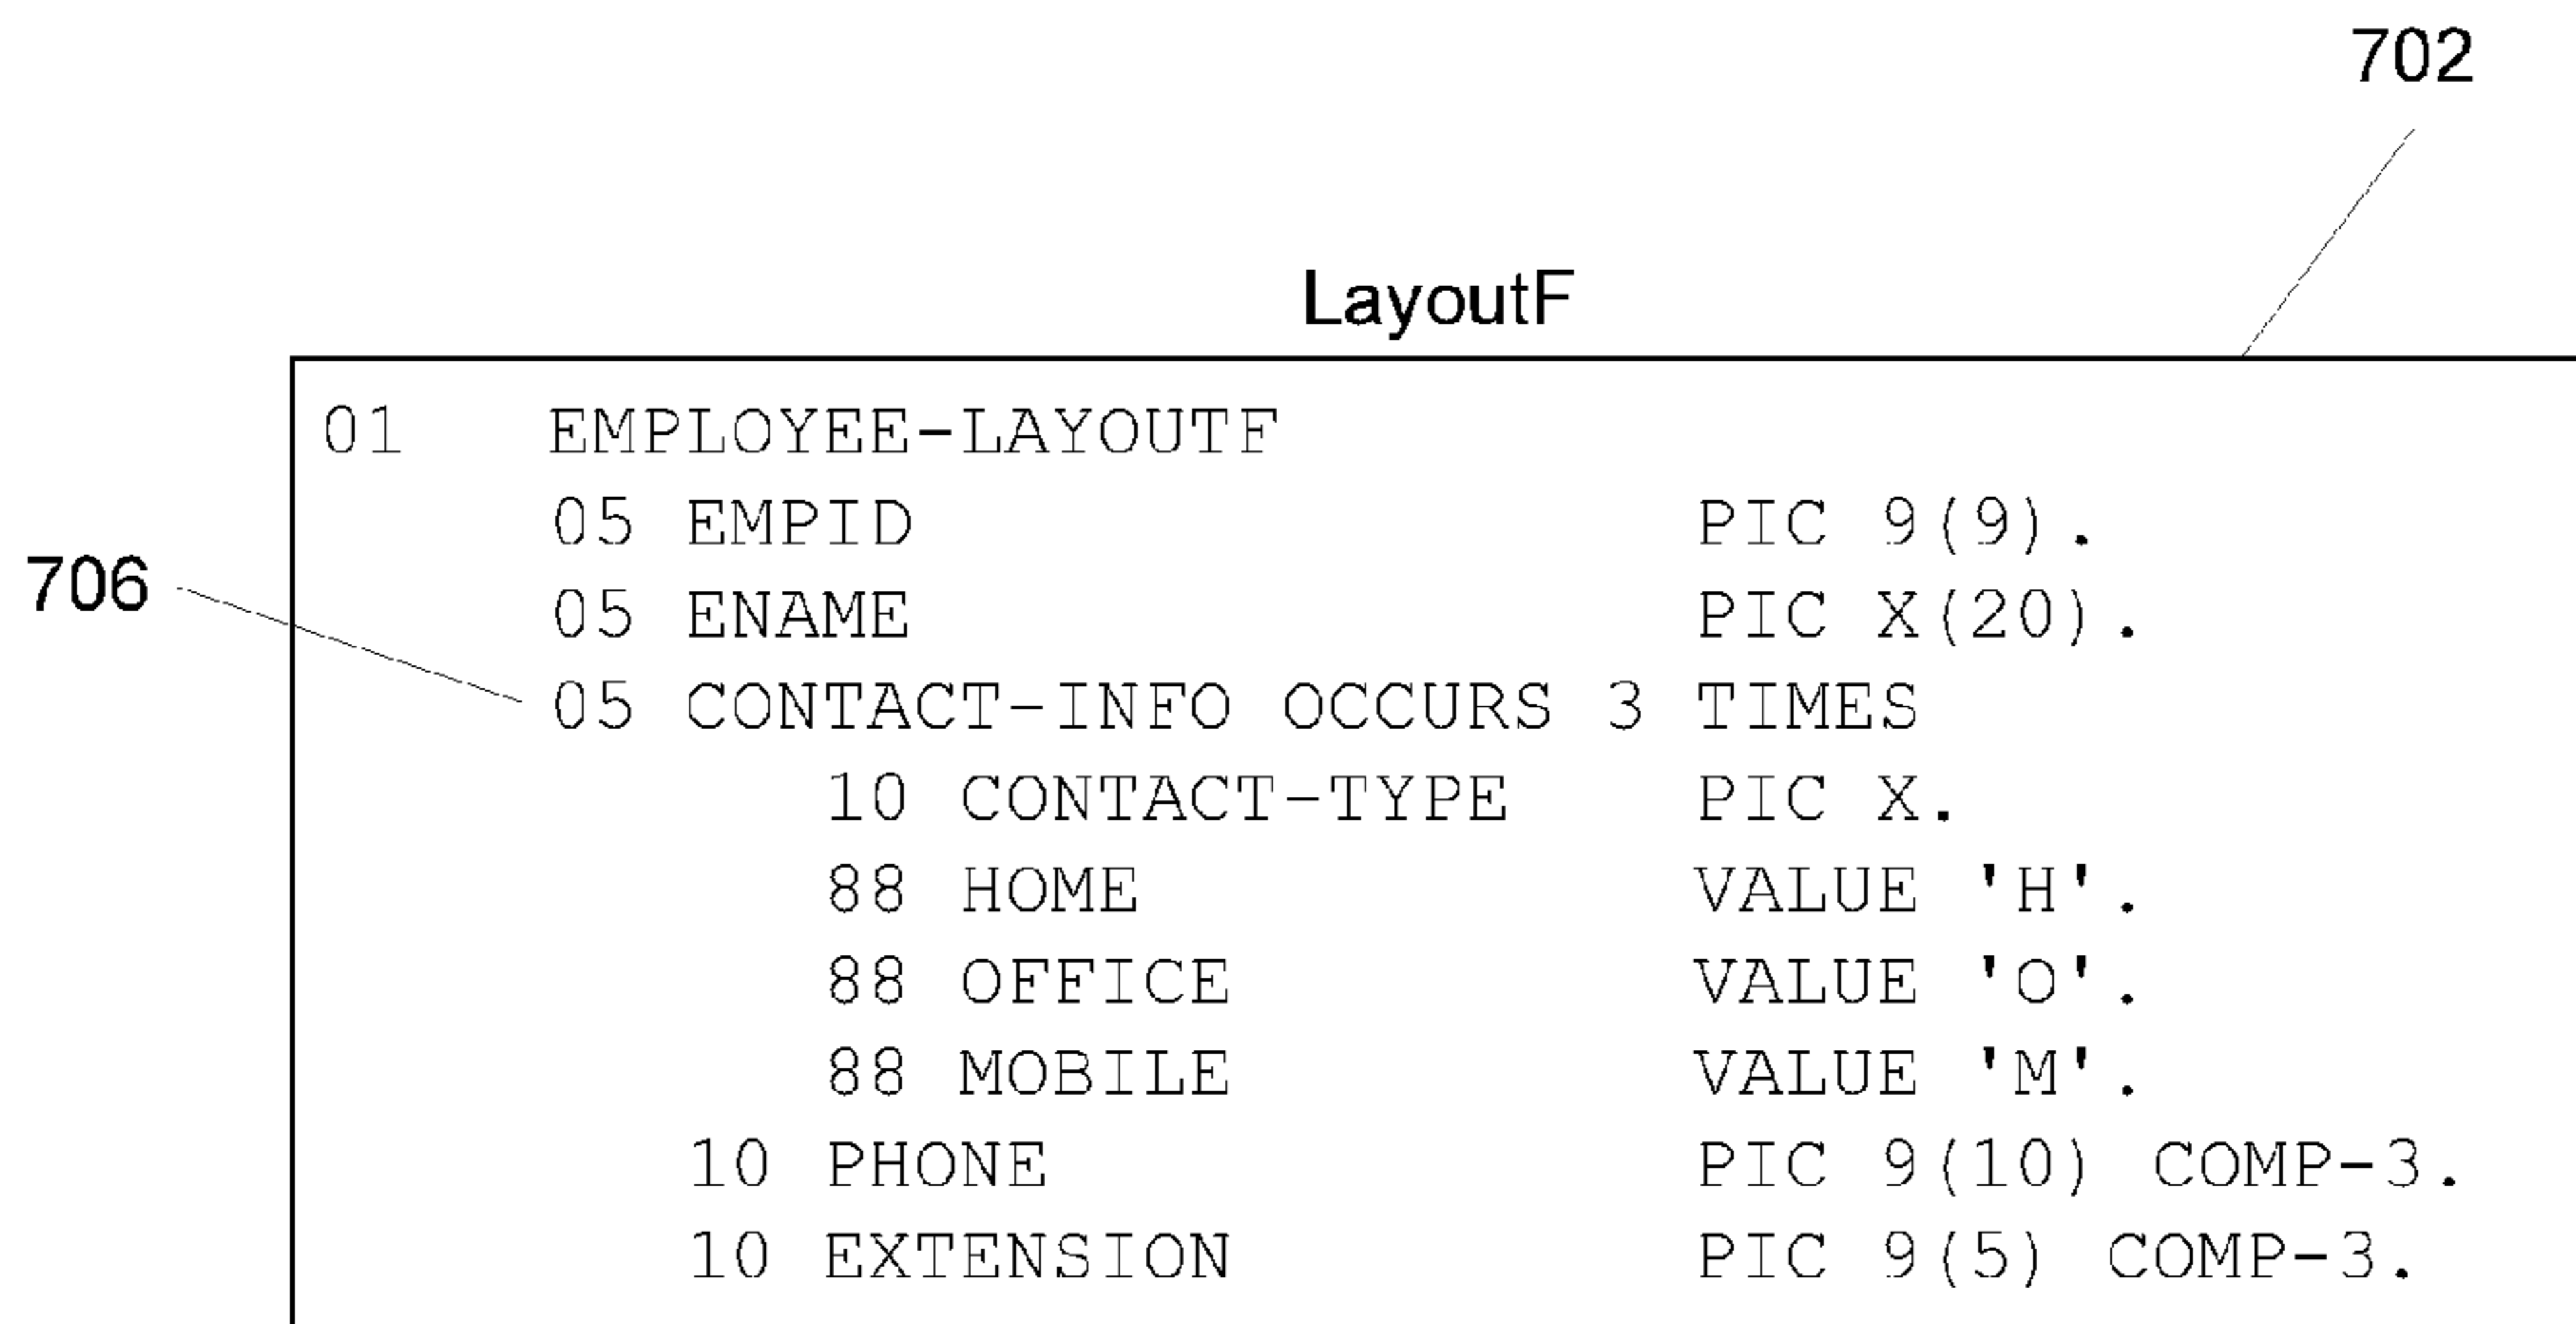 702
LayoutF
01 EMPLOYEE-LAYOUTF
05 EMPID PIC 9(9).
05 ENAME PIC X(20).
706
05 CONTACT-INFO OCCURS 3 TIMES
10 CONTACT-TYPE PIC X.
88 HOME VALUE 'H'.
88 OFFICE VALUE 'O'.
88 MOBILE VALUE 'M'.
10 PHONE PIC 9(10) COMP-3.
10 EXTENSION PIC 9(5) COMP-3.